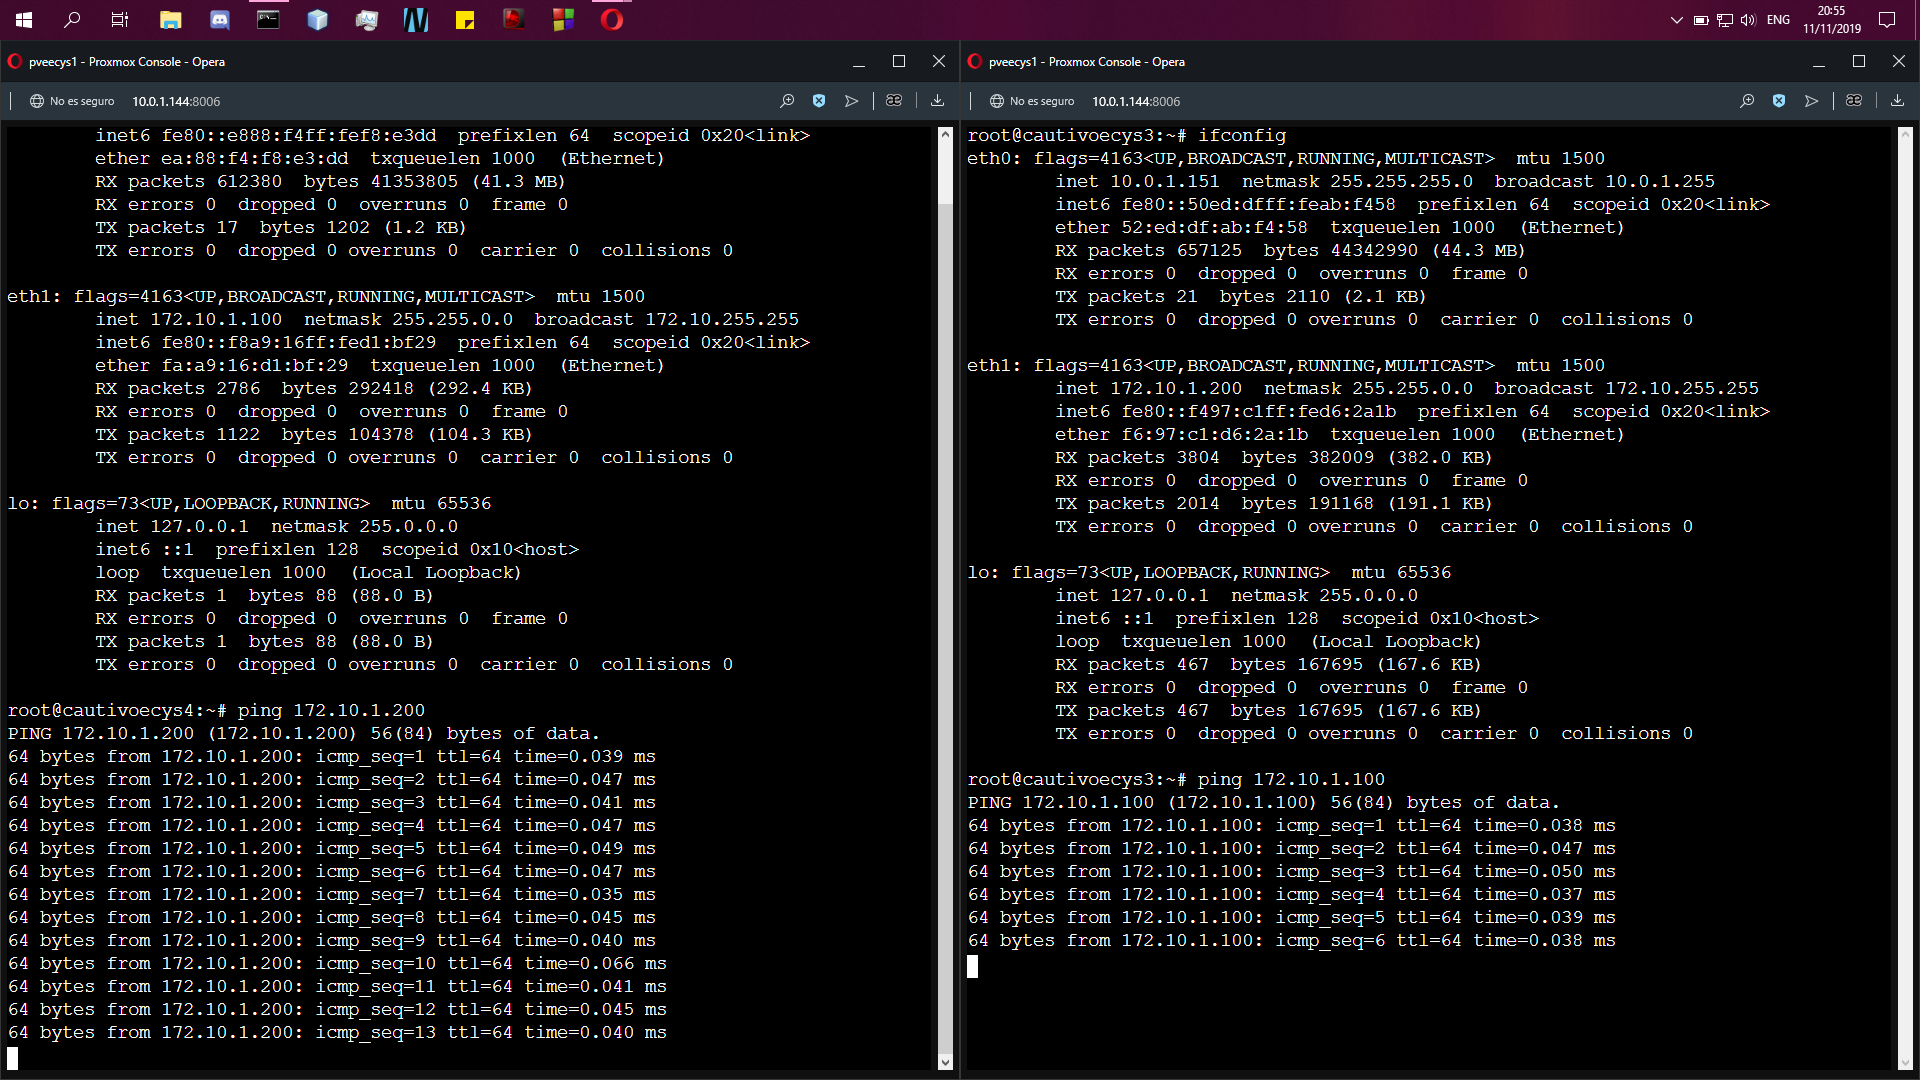 ENG
20:55
11/11/2019
pveecys1 - Proxmox Console - Opera
No es seguro 10.0.1.144:8006
inet6 fe80::e888:f4ff:fef8:e3dd prefixlen 64 scopeid 0x20<link>
ether ea:88:f4:f8:e3:dd txqueuelen 1000 (Ethernet)
RX packets 612380 bytes 41353805 (41.3 MB)
RX errors 0 dropped 0 overruns 0 frame 0
TX packets 17 bytes 1202 (1.2 KB)
TX errors 0 dropped 0 overruns 0 carrier 0 collisions 0
eth1: flags=4163<UP,BROADCAST,RUNNING,MULTICAST> mtu 1500
inet 172.10.1.100 netmask 255.255.0.0 broadcast 172.10.255.255
inet6 fe80::f8a9:16ff:fed1:bf29 prefixlen 64 scopeid 0x20<link>
ether fa:a9:16:d1:bf:29 txqueuelen 1000 (Ethernet)
RX packets 2786 bytes 292418 (292.4 KB)
RX errors 0 dropped 0 overruns 0 frame 0
TX packets 1122 bytes 104378 (104.3 KB)
TX errors 0 dropped 0 overruns 0 carrier 0 collisions 0
lo: flags=73<UP,LOOPBACK,RUNNING> mtu 65536
inet 127.0.0.1 netmask 255.0.0.0
inet6 ::1 prefixlen 128 scopeid 0x10<host>
loop txqueuelen 1000 (Local Loopback)
RX packets 1 bytes 88 (88.0 B)
RX errors 0 dropped 0 overruns 0 frame 0
TX packets 1 bytes 88 (88.0 B)
TX errors 0 dropped 0 overruns 0 carrier 0 collisions 0
root@cautivoecys4:~# ping 172.10.1.200
PING 172.10.1.200 (172.10.1.200) 56(84) bytes of data.
64 bytes from 172.10.1.200: icmp_seq=1 ttl=64 time=0.039 ms
64 bytes from 172.10.1.200: icmp_seq=2 ttl=64 time=0.047 ms
64 bytes from 172.10.1.200: icmp_seq=3 ttl=64 time=0.041 ms
64 bytes from 172.10.1.200: icmp_seq=4 ttl=64 time=0.047 ms
64 bytes from 172.10.1.200: icmp_seq=5 ttl=64 time=0.049 ms
64 bytes from 172.10.1.200: icmp_seq=6 ttl=64 time=0.047 ms
64 bytes from 172.10.1.200: icmp_seq=7 ttl=64 time=0.035 ms
64 bytes from 172.10.1.200: icmp_seq=8 ttl=64 time=0.045 ms
64 bytes from 172.10.1.200: icmp_seq=9 ttl=64 time=0.040 ms
64 bytes from 172.10.1.200: icmp_seq=10 ttl=64 time=0.066 ms
64 bytes from 172.10.1.200: icmp_seq=11 ttl=64 time=0.041 ms
64 bytes from 172.10.1.200: icmp_seq=12 ttl=64 time=0.045 ms
64 bytes from 172.10.1.200: icmp_seq=13 ttl=64 time=0.040 ms
pveecys1 - Proxmox Console - Opera
No es seguro 10.0.1.144:8006
root@cautivoecys3:~# ifconfig
eth0: flags=4163<UP,BROADCAST,RUNNING,MULTICAST> mtu 1500
inet 10.0.1.151 netmask 255.255.255.0 broadcast 10.0.1.255
inet6 fe80::50ed:dfff:feab:f458 prefixlen 64 scopeid 0x20<link>
ether 52:ed:df:ab:f4:58 txqueuelen 1000 (Ethernet)
RX packets 657125 bytes 44342990 (44.3 MB)
RX errors 0 dropped 0 overruns 0 frame 0
TX packets 21 bytes 2110 (2.1 KB)
TX errors 0 dropped 0 overruns 0 carrier 0 collisions 0
eth1: flags=4163<UP,BROADCAST,RUNNING,MULTICAST> mtu 1500
inet 172.10.1.200 netmask 255.255.0.0 broadcast 172.10.255.255
inet6 fe80::f497:c1ff:fed6:2a1b prefixlen 64 scopeid 0x20<link>
ether f6:97:c1:d6:2a:1b txqueuelen 1000 (Ethernet)
RX packets 3804 bytes 382009 (382.0 KB)
RX errors 0 dropped 0 overruns 0 frame 0
TX packets 2014 bytes 191168 (191.1 KB)
TX errors 0 dropped 0 overruns 0 carrier 0 collisions 0
lo: flags=73<UP,LOOPBACK,RUNNING> mtu 65536
inet 127.0.0.1 netmask 255.0.0.0
inet6 ::1 prefixlen 128 scopeid 0x10<host>
loop txqueuelen 1000 (Local Loopback)
RX packets 467 bytes 167695 (167.6 KB)
RX errors 0 dropped 0 overruns 0 frame 0
TX packets 467 bytes 167695 (167.6 KB)
TX errors 0 dropped 0 overruns 0 carrier 0 collisions 0
root@cautivoecys3:~# ping 172.10.1.100
PING 172.10.1.100 (172.10.1.100) 56(84) bytes of data.
64 bytes from 172.10.1.100: icmp_seq=1 ttl=64 time=0.038 ms
64 bytes from 172.10.1.100: icmp_seq=2 ttl=64 time=0.047 ms
64 bytes from 172.10.1.100: icmp_seq=3 ttl=64 time=0.050 ms
64 bytes from 172.10.1.100: icmp_seq=4 ttl=64 time=0.037 ms
64 bytes from 172.10.1.100: icmp_seq=5 ttl=64 time=0.039 ms
64 bytes from 172.10.1.100: icmp_seq=6 ttl=64 time=0.038 ms